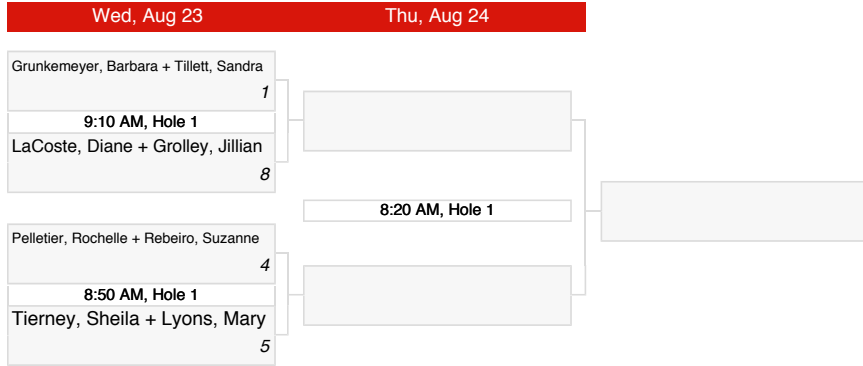 Wed, Aug 23
Thu, Aug 24
Grunkemeyer, Barbara + Tillett, Sandra
1
9:10 AM, Hole 1
LaCoste, Diane + Grolley, Jillian
8
8:20 AM, Hole 1
Pelletier, Rochelle + Rebeiro, Suzanne
4
8:50 AM, Hole 1
Tierney, Sheila + Lyons, Mary
5